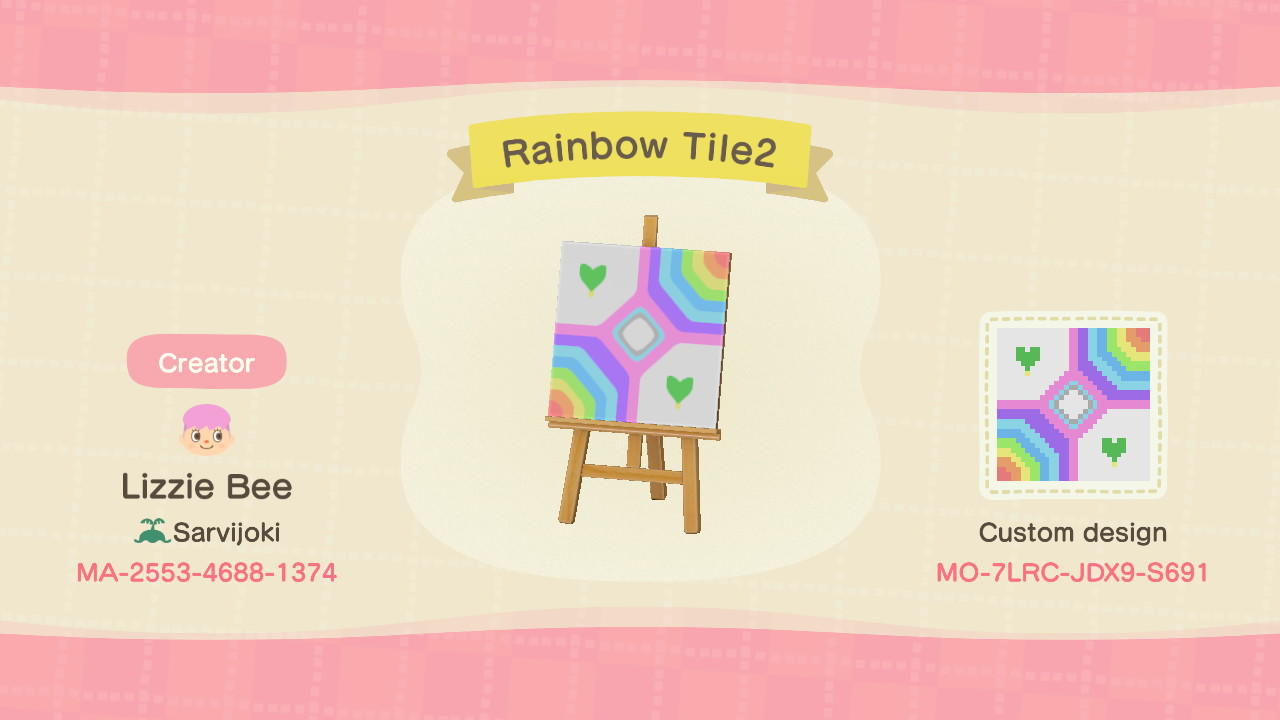 Rainbow Tile2
Creator
Lizzie Bee
Sarvijoki
MA-2553-4688-1374
Custom design
MO-7LRC-JDX9-S691